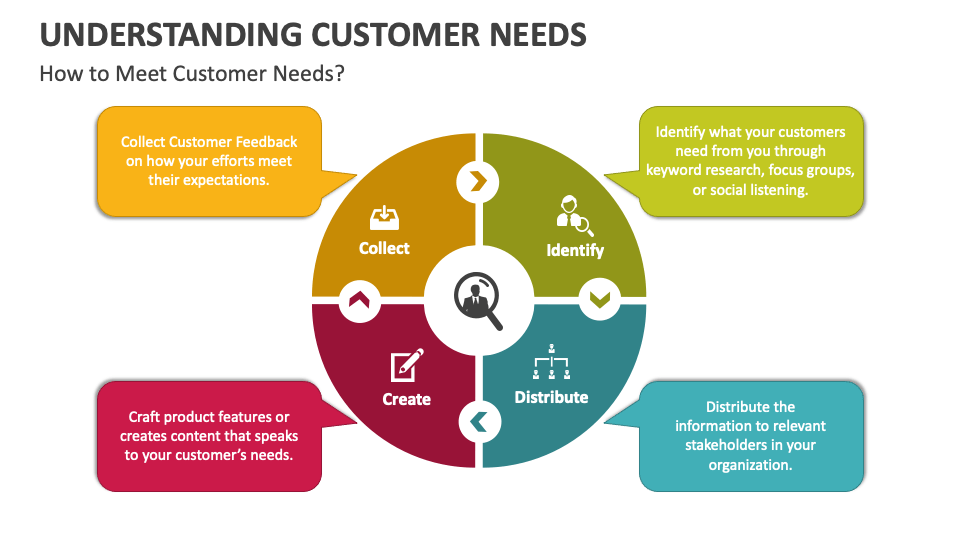 UNDERSTANDING CUSTOMER NEEDS
How to Meet Customer Needs?
Collect Customer Feedback
on how your efforts meet
their expectations.
Identify what your customers
need from you through
keyword research, focus groups,
or social listening.
Collect
Identify
Create
Distribute
Craft product features or
creates content that speaks
to your customer’s needs.
Distribute the
information to relevant
stakeholders in your
organization.